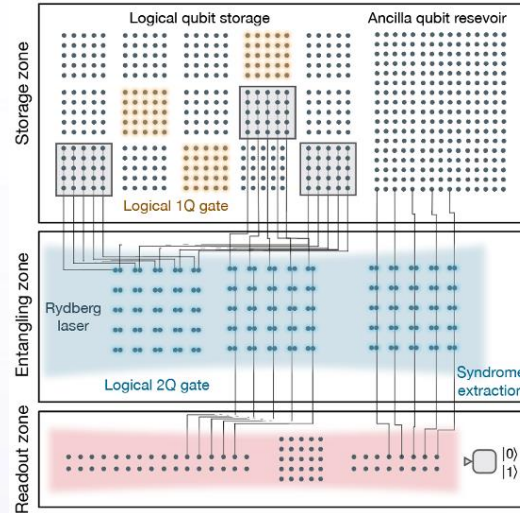 Logical qubit storage
Ancilla qubit resevoir
Storage zone
Logical 1Q gate
Entangling zone
Rydberg
laser
Logical 2Q gate
Syndrome
extraction
Readout zone
|0⟩
|1⟩